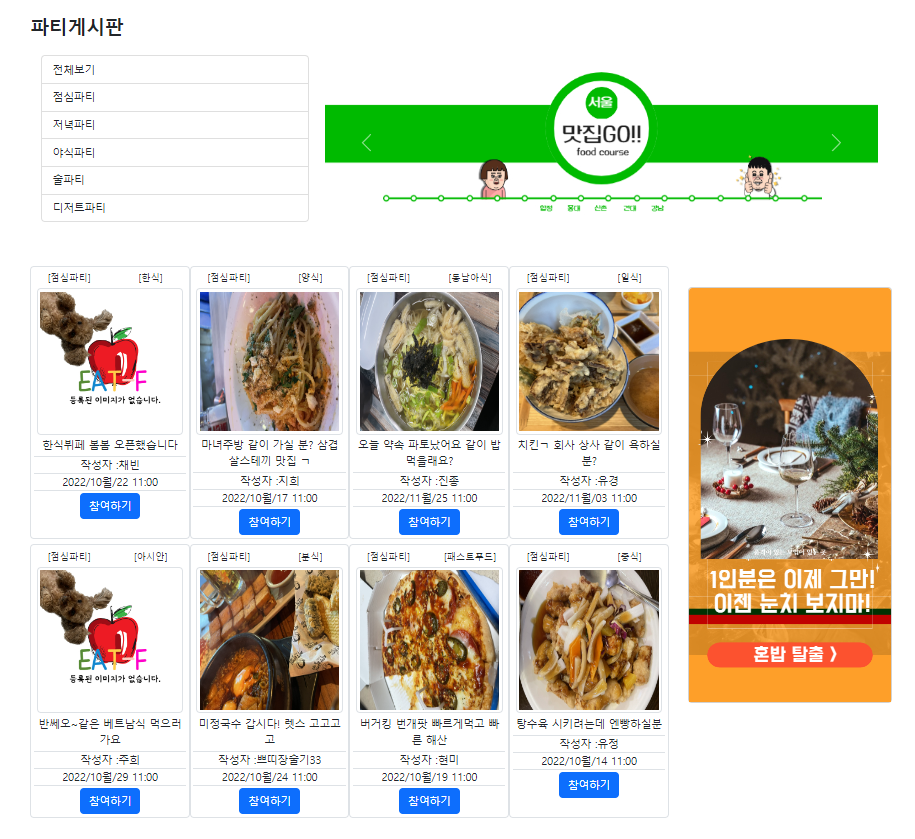 파티게시판
전체보기
점심파티
저녁파티
야식파티
술파티
디저트파티
서울
맛집GO!!
food course
합정 홍대 신촌 건대 강남
[점심파티] [한식]
EAT-F
등록된 이미지가 없습니다.
한식뷔페 봄봄 오픈했습니다
작성자 :채빈
2022/10월/22 11:00
참여하기
[점심파티] [양식]
마녀주방 같이 가실 분? 삼겹
살스테끼 맛집 ㄱ
작성자 :지희
2022/10월/17 11:00
참여하기
[점심파티] [동남아식]
오늘 약속 파토났어요 같이 밥
먹을래요?
작성자 :진종
2022/11월/25 11:00
참여하기
[점심파티] [일식]
치킨ㄱ 회사 상사 같이 욕하실
분?
작성자 :유경
2022/11월/03 11:00
참여하기
[점심파티] [아시안]
EAT-F
등록된 이미지가 없습니다.
반쎄오~같은 베트남식 먹으러
가요
작성자 :주희
2022/10월/29 11:00
참여하기
[점심파티] [분식]
미정국수 갑시다! 렛스 고고고
고
작성자 :쁘띠장슬기33
2022/10월/24 11:00
참여하기
[점심파티] [패스트푸드]
버거킹 번개팟 빠르게먹고 빠
른 해산
작성자 :현미
2022/10월/19 11:00
참여하기
[점심파티] [중식]
탕수육 시키려는데 엔빵하실분
작성자 :유정
2022/10월/14 11:00
참여하기
1인분은 이제 그만!
이젠 눈치 보지마!
혼밥 탈출 》